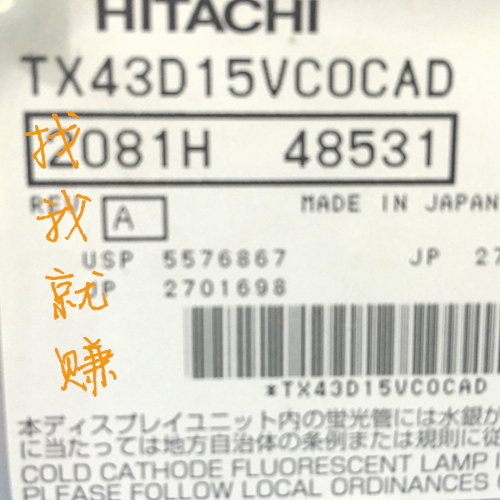 HITACHI
TX43D15VC0CAD
2081H 48531
REV A MADE IN JAPAN
USP 5576867 JP 27
JP 2701698
*TX43D15VC0CAD
本ディスプレイユニット内の蛍光管には水銀が
に当たっては地方自治体の条例または規則に従
COLD CATHODE FLUORESCENT LAMP I
PLEASE FOLLOW LOCAL ORDINANCES
找
我
就
赚